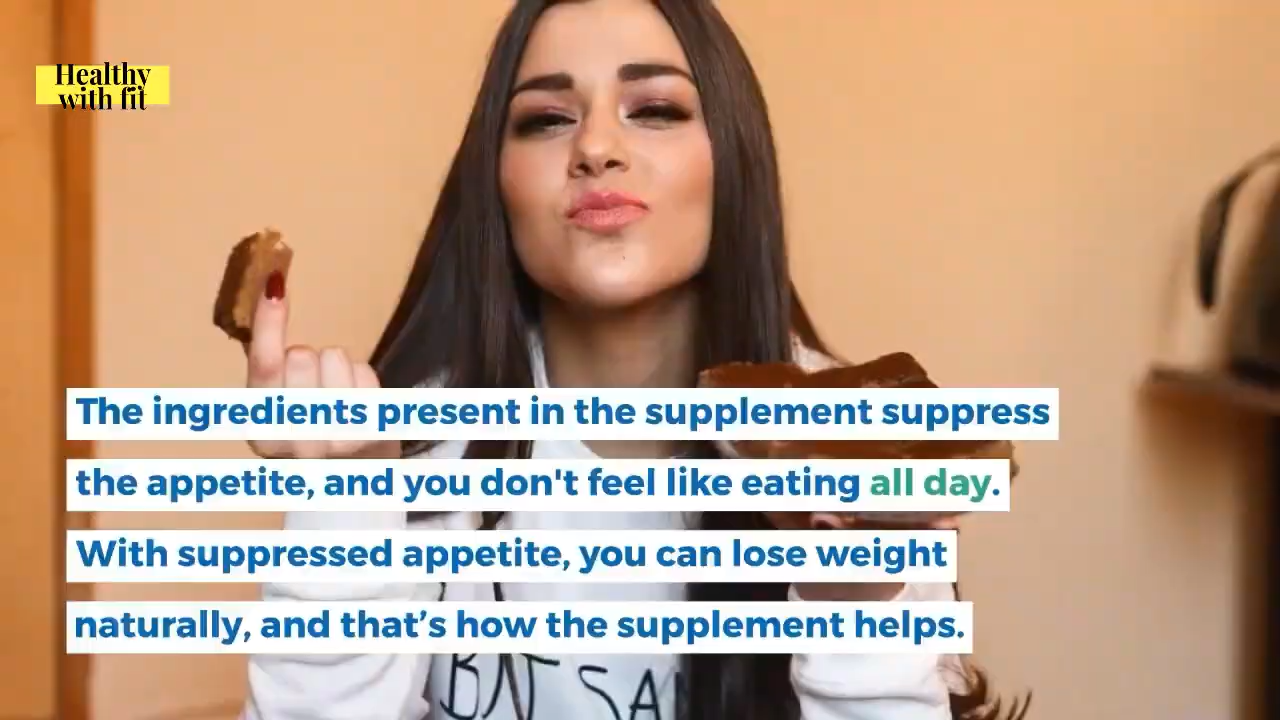 Healthy
with fit
The ingredients present in the supplement suppress
the appetite, and you don't feel like eating all day.
With suppressed appetite, you can lose weight
naturally, and that’s how the supplement helps.